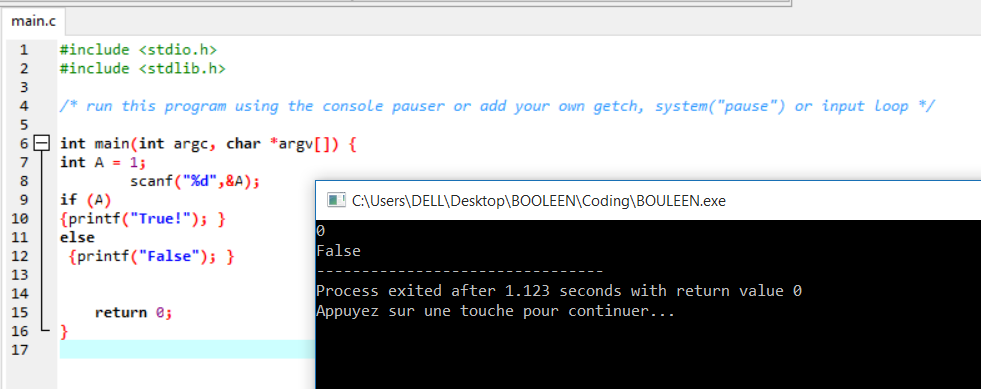 main.c
1 #include <stdio.h>
2 #include <stdlib.h>
3
4 /* run this program using the console pauser or add your own getch, system("pause") or input loop */
5
6 int main(int argc, char *argv[]) {
7 int A = 1;
8 scanf("%d",&A);
9 if (A)
10 {printf("True!"); }
11 else
12 {printf("False"); }
13
14
15 return 0;
16 }
17
C:\Users\DELL\Desktop\BOOLEEN\Coding\BOULEEN.exe
0
False
--------------------------------
Process exited after 1.123 seconds with return value 0
Appuyez sur une touche pour continuer...